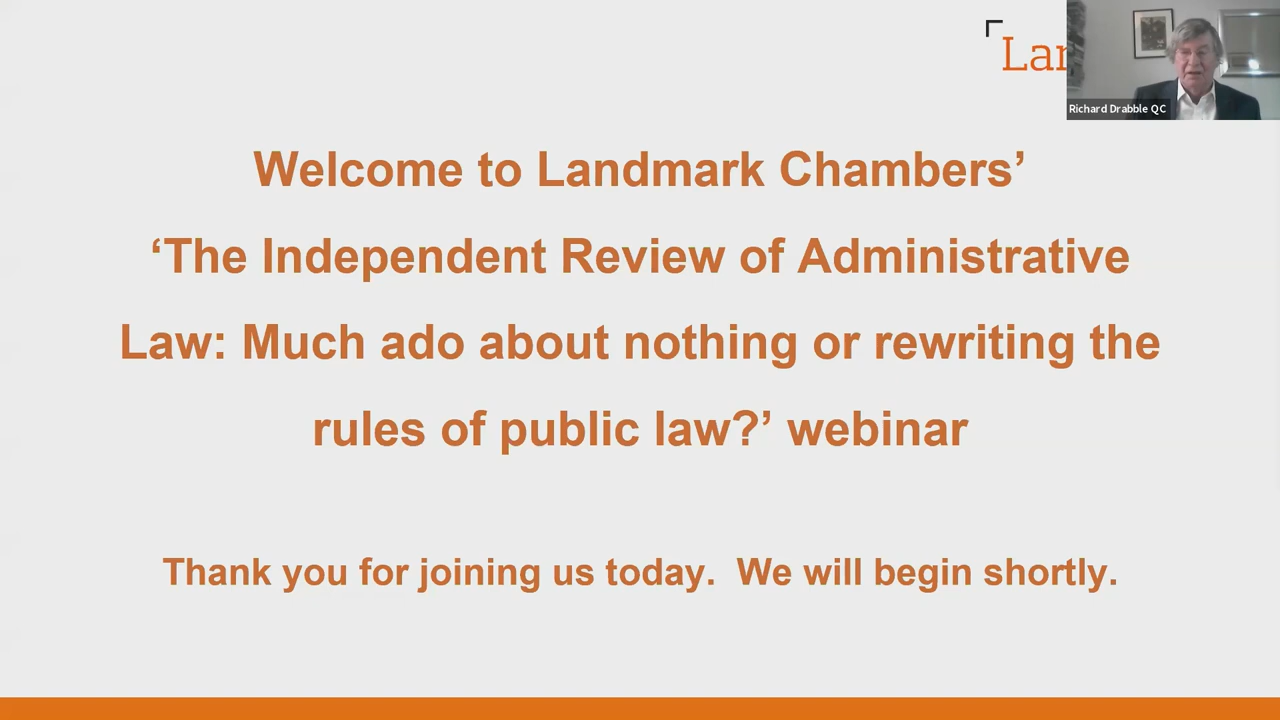 Lan
Richard Drabble QC
Welcome to Landmark Chambers’
‘The Independent Review of Administrative
Law: Much ado about nothing or rewriting the
rules of public law?’ webinar
Thank you for joining us today.  We will begin shortly.